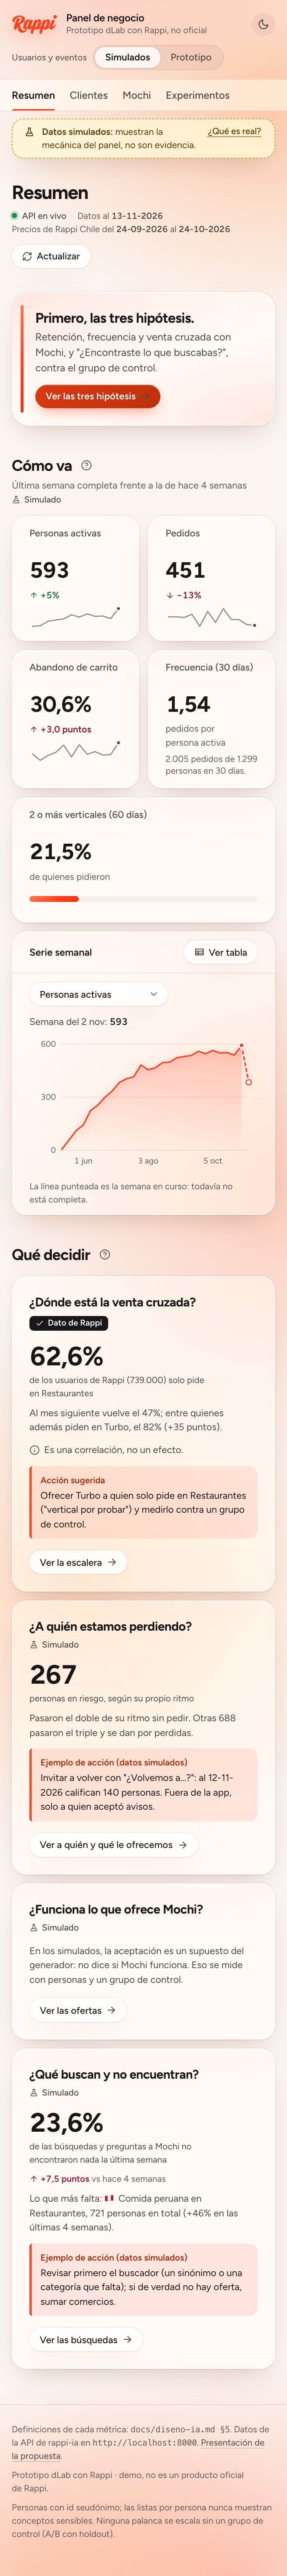 Rappi
Panel de negocio
Prototipo dLab con Rappi, no oficial
Usuarios y eventos
Simulados
Prototipo
Resumen
Clientes
Mochi
Experimentos
Datos simulados: muestran la
mecánica del panel, no son evidencia.
¿Qué es real?
Resumen
API en vivo · Datos al 13-11-2026
Precios de Rappi Chile del 24-09-2026 al 24-10-2026
Actualizar
Primero, las tres hipótesis.
Retención, frecuencia y venta cruzada con
Mochi, y "¿Encontraste lo que buscabas?",
contra el grupo de control.
Ver las tres hipótesis →
Cómo va
Última semana completa frente a la de hace 4 semanas
Simulado
Personas activas
593
↑ +5%
Pedidos
451
↓ −13%
Abandono de carrito
30,6%
↑ +3,0 puntos
Frecuencia (30 días)
1,54
pedidos por
persona activa
2.005 pedidos de 1.299
personas en 30 días.
2 o más verticales (60 días)
21,5%
de quienes pidieron
Serie semanal
Ver tabla
Personas activas
Semana del 2 nov: 593
600
300
0
1 jun
3 ago
5 oct
La línea punteada es la semana en curso: todavía no
está completa.
Qué decidir
¿Dónde está la venta cruzada?
Dato de Rappi
62,6%
de los usuarios de Rappi (739.000) solo pide
en Restaurantes
Al mes siguiente vuelve el 47%; entre quienes
además piden en Turbo, el 82% (+35 puntos).
Es una correlación, no un efecto.
Acción sugerida
Ofrecer Turbo a quien solo pide en Restaurantes
("vertical por probar") y medirlo contra un grupo
de control.
Ver la escalera →
¿A quién estamos perdiendo?
Simulado
267
personas en riesgo, según su propio ritmo
Pasaron el doble de su ritmo sin pedir. Otras 688
pasaron el triple y se dan por perdidas.
Ejemplo de acción (datos simulados)
Invitar a volver con "¿Volvemos a...?": al 12-11-
2026 califican 140 personas. Fuera de la app,
solo a quien aceptó avisos.
Ver a quién y qué le ofrecemos →
¿Funciona lo que ofrece Mochi?
Simulado
En los simulados, la aceptación es un supuesto del
generador: no dice si Mochi funciona. Eso se mide
con personas y un grupo de control.
Ver las ofertas →
¿Qué buscan y no encuentran?
Simulado
23,6%
de las búsquedas y preguntas a Mochi no
encontraron nada la última semana
↑ +7,5 puntos vs hace 4 semanas
Lo que más falta: Comida peruana en
Restaurantes, 721 personas en total (+46% en las
últimas 4 semanas).
Ejemplo de acción (datos simulados)
Revisar primero el buscador (un sinónimo o una
categoría que falta); si de verdad no hay oferta,
sumar comercios.
Ver las búsquedas →
Definiciones de cada métrica: docs/diseno-ia.md §5. Datos de
la API de rappi-ia en http://localhost:8000. Presentación de
la propuesta.
Prototipo dLab con Rappi · demo, no es un producto oficial
de Rappi.
Personas con id seudónimo; las listas por persona nunca muestran
conceptos sensibles. Ninguna palanca se escala sin un grupo de
control (A/B con holdout).